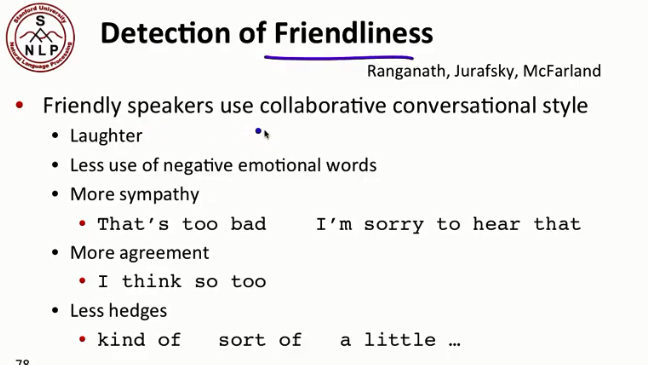 Stanford University
S
NLP
Natural Language Processing
Detection of Friendliness
Ranganath, Jurafsky, McFarland
• Friendly speakers use collaborative conversational style
• Laughter
• Less use of negative emotional words
• More sympathy
• That's too bad I'm sorry to hear that
• More agreement
• I think so too
• Less hedges
• kind of sort of a little …
78